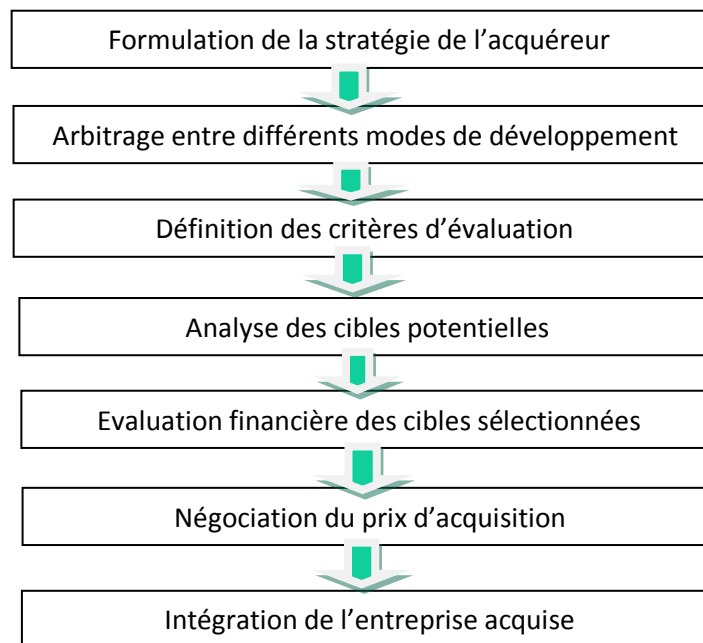 Formulation de la stratégie de l’acquéreur
Arbitrage entre différents modes de développement
Définition des critères d’évaluation
Analyse des cibles potentielles
Evaluation financière des cibles sélectionnées
Négociation du prix d’acquisition
Intégration de l’entreprise acquise